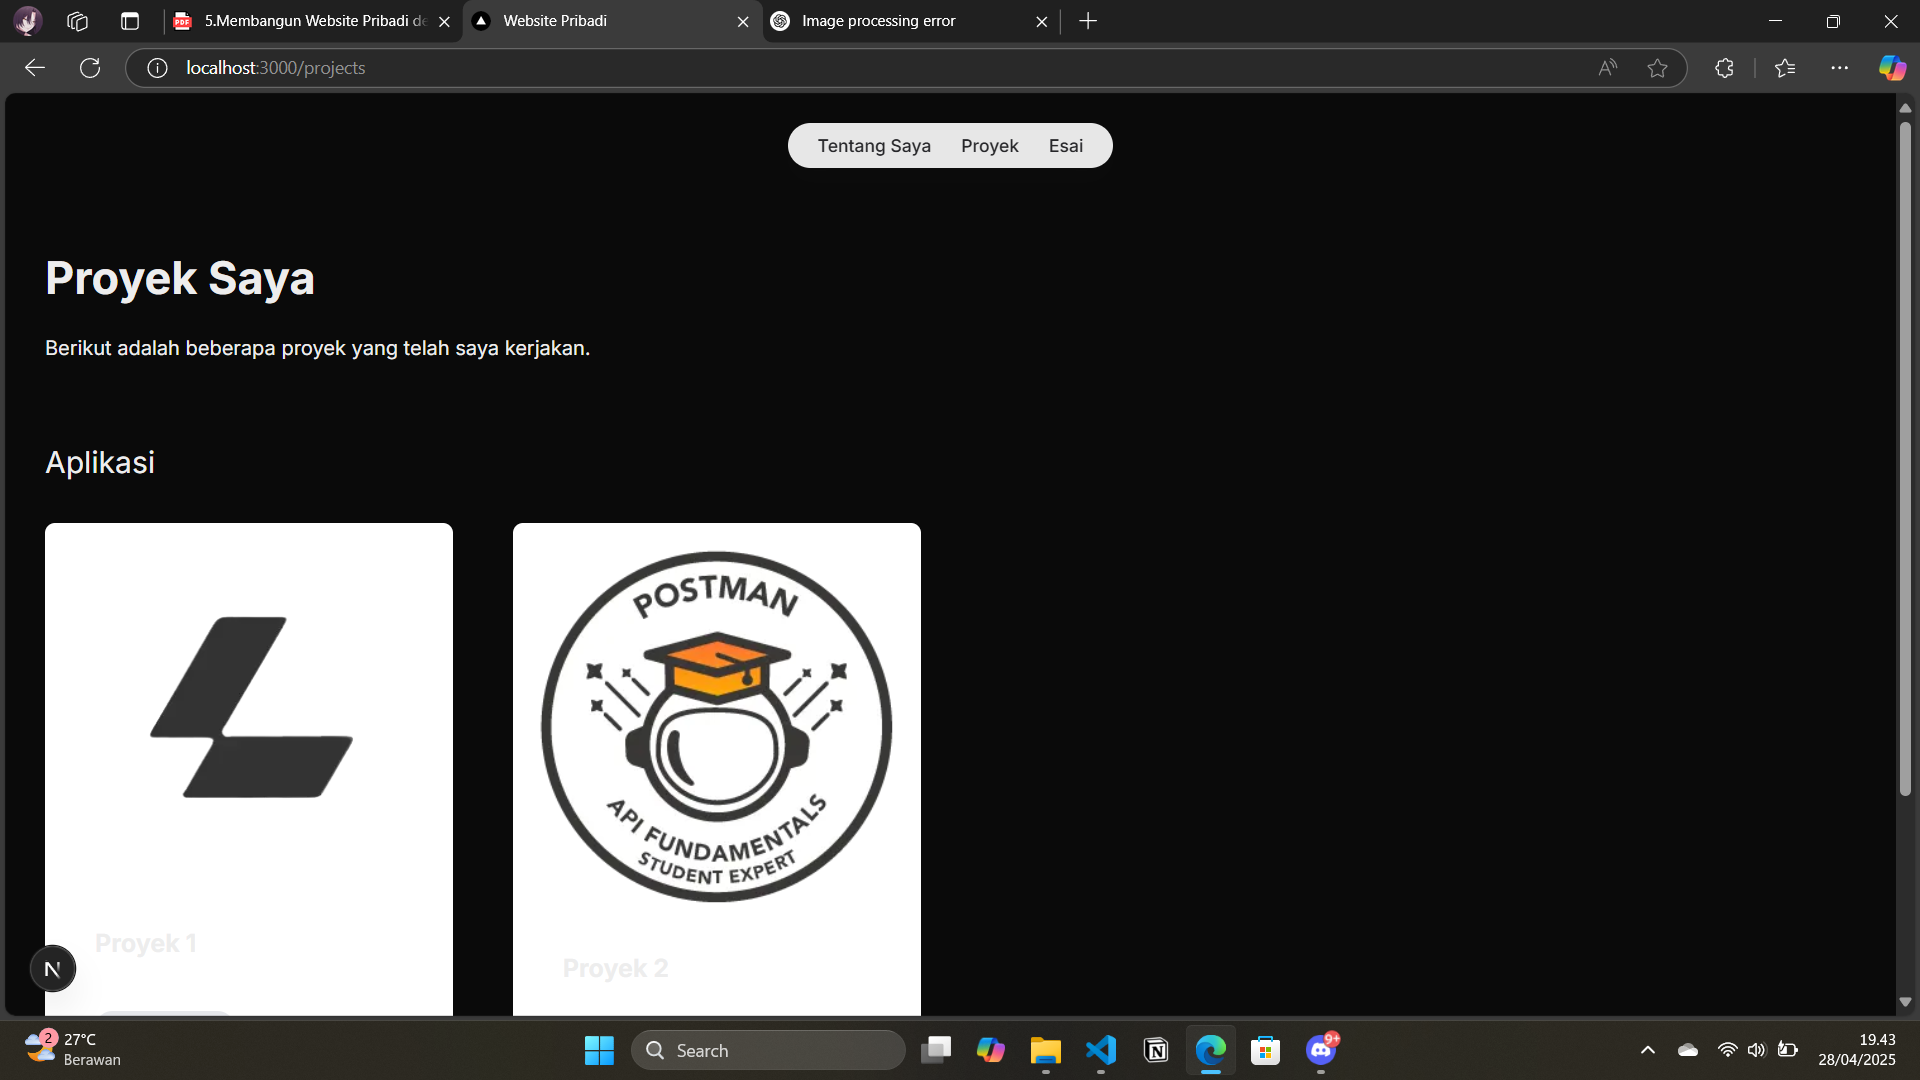 5.Membangun Website Pribadi de
Website Pribadi
Image processing error
localhost:3000/projects
Tentang Saya
Proyek
Esai
Proyek Saya
Berikut adalah beberapa proyek yang telah saya kerjakan.
Aplikasi
POSTMAN
API FUNDAMENTALS
STUDENT EXPERT
Proyek 1
Proyek 2
N
2
27°C
Berawan
Search
9+
19.43
28/04/2025